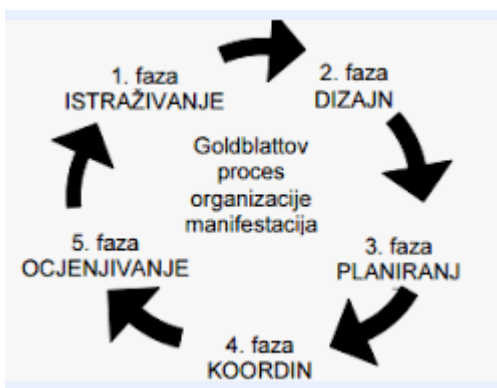 1. faza
ISTRAŽIVANJE
2. faza
DIZAJN
Goldblattov
proces
organizacije
manifestacija
3. faza
PLANIRANJ
4. faza
KOORDIN
5. faza
OCJENJIVANJE